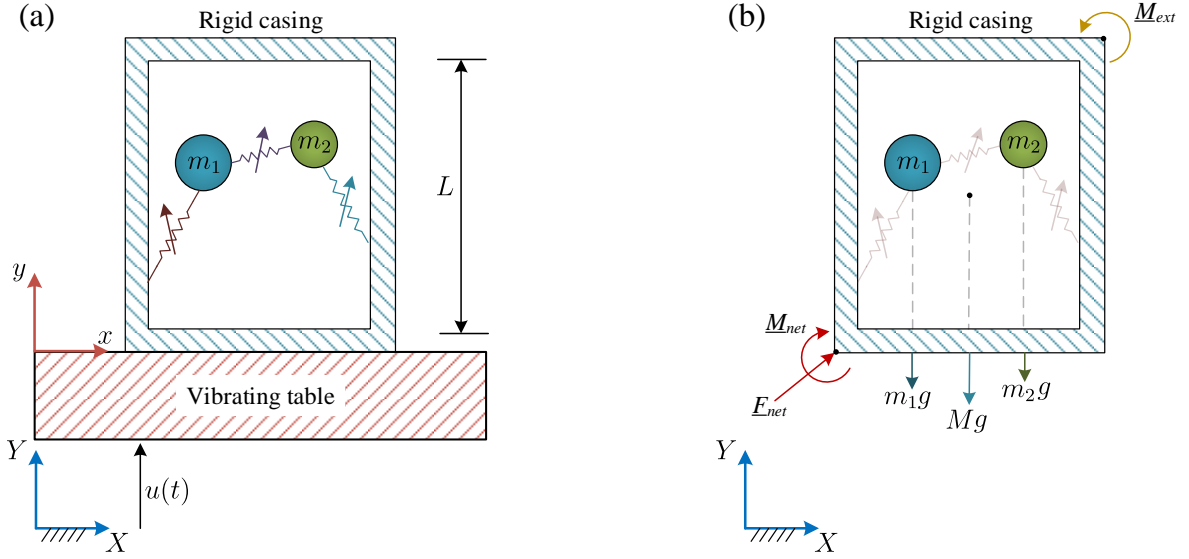 (a)
Rigid casing
m1
m2
L
y
x
Vibrating table
Y
u(t)
X
(b)
Rigid casing
M_ext
m1
m2
M_net
F_net
m1g
Mg
m2g
Y
X